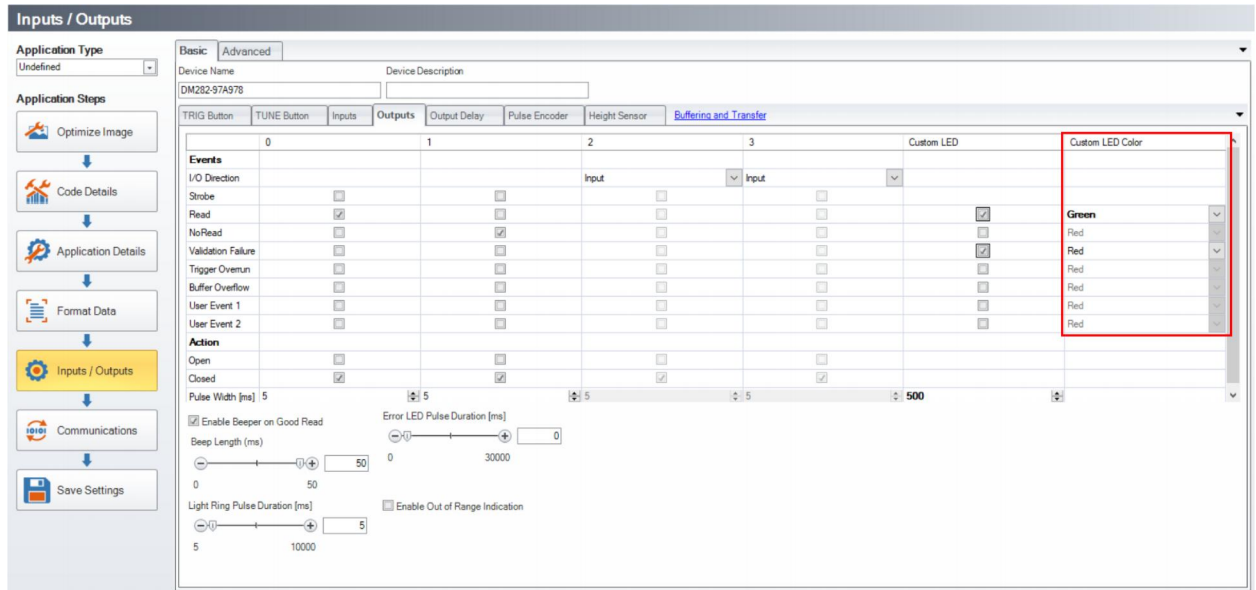 Inputs / Outputs
Application Type
Undefined
Application Steps
Optimize Image
Code Details
Application Details
Format Data
Inputs / Outputs
Communications
Save Settings
Basic Advanced
Device Name Device Description
DM282-97A978
TRIG Button TUNE Button Inputs Outputs Output Delay Pulse Encoder Height Sensor Buffering and Transfer
0 1 2 3 Custom LED Custom LED Color
Events
I/O Direction Input Input
Strobe
Read Green
NoRead Red
Validation Failure Red
Trigger Overrun Red
Buffer Overflow Red
User Event 1 Red
User Event 2 Red
Action
Open
Closed
Pulse Width [ms] 5 5 5 5 500
Enable Beeper on Good Read Error LED Pulse Duration [ms]
0
Beep Length (ms)
50 0 30000
0 50
Light Ring Pulse Duration [ms] Enable Out of Range Indication
5
5 10000